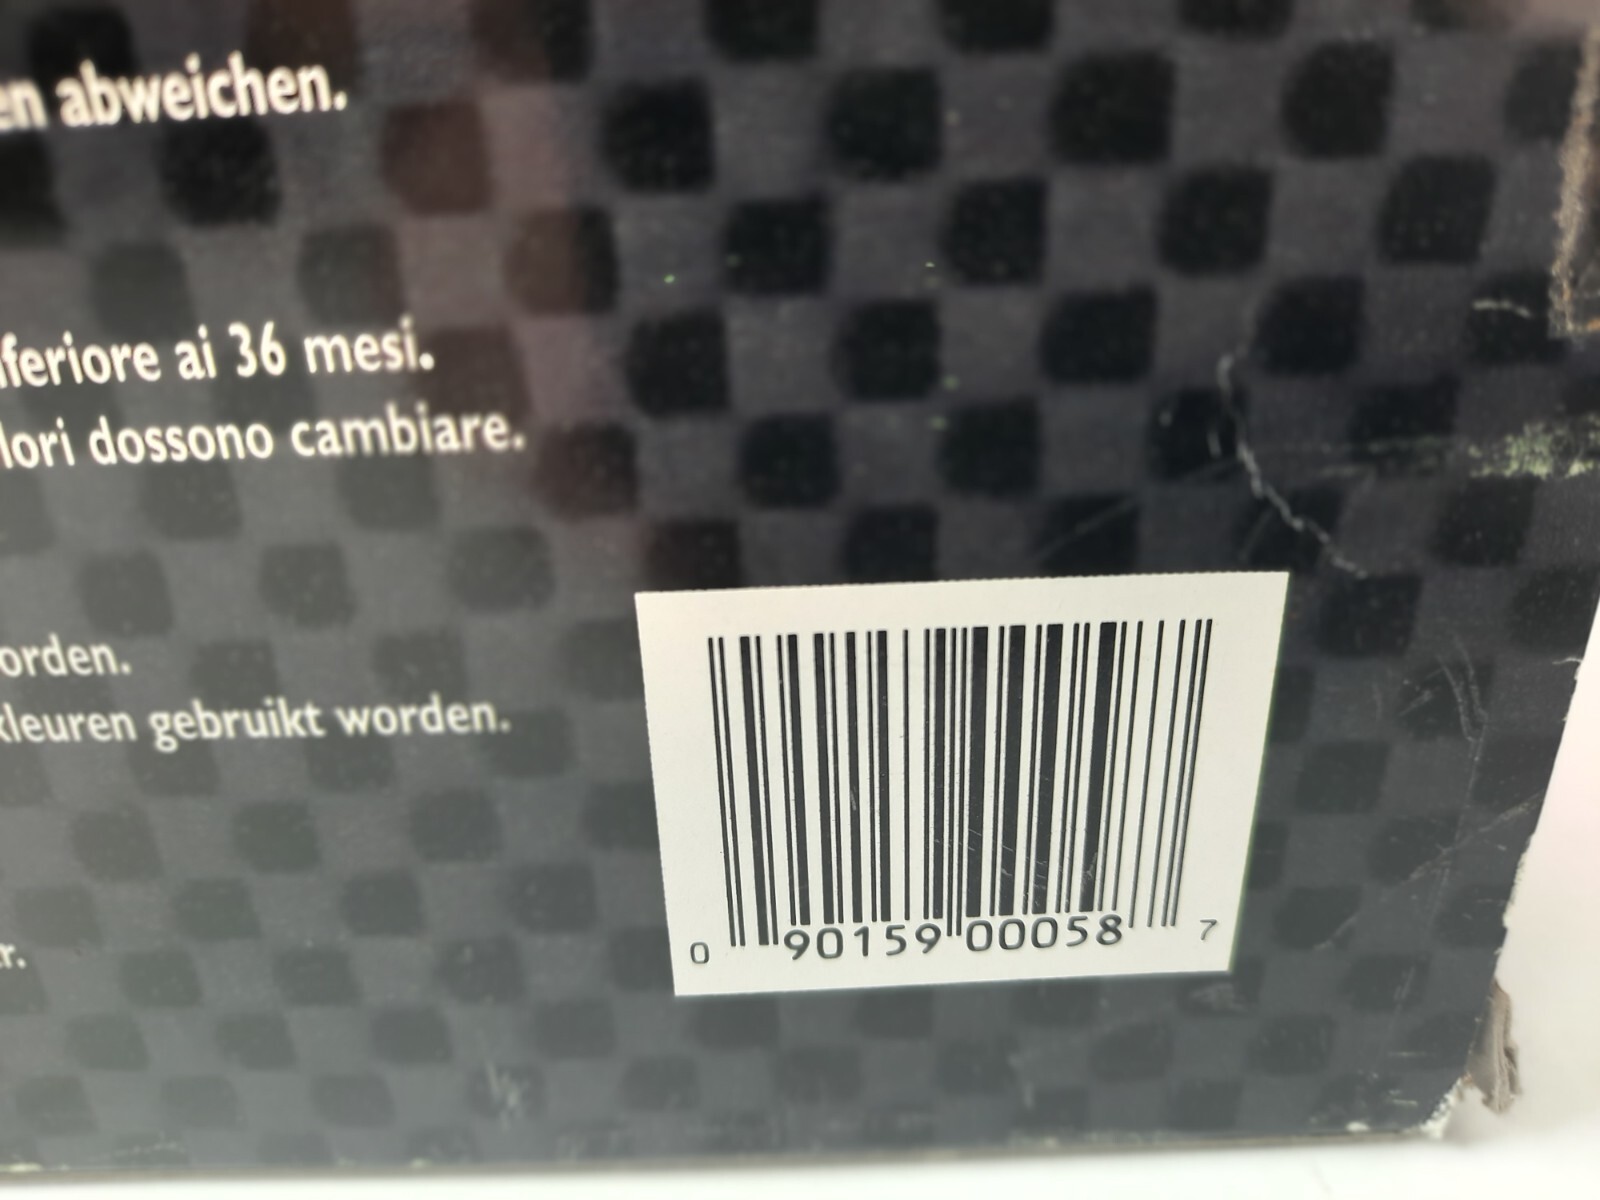 en abweichen.
feriore ai 36 mesi.
lori dossono cambiare.
orden.
kleuren gebruikt worden.
r.
0 90159 00058 7